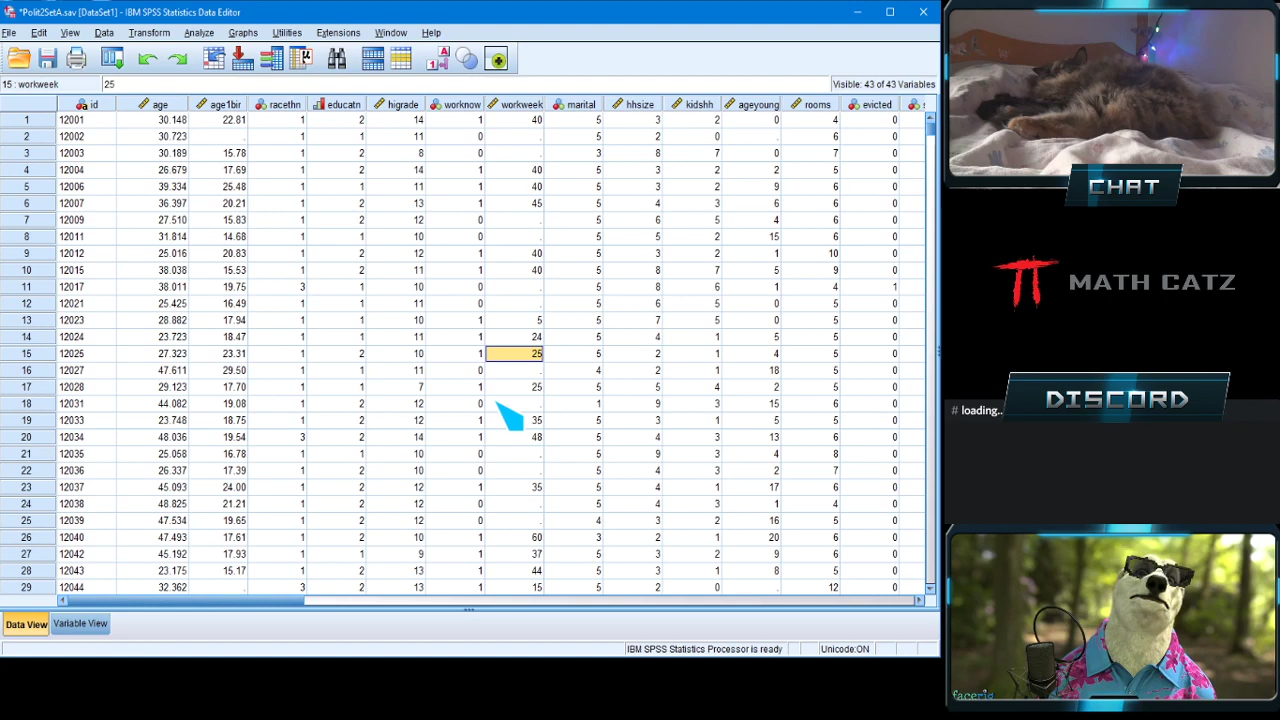 *Polit2SetA.sav [DataSet1] - IBM SPSS Statistics Data Editor
File Edit View Data Transform Analyze Graphs Utilities Extensions Window Help
15 : workweek 25 Visible: 43 of 43 Variables
id age age1bir racethn educatn higrade worknow workweek marital hhsize kidshh ageyoung rooms evicted
1 12001 30.148 22.81 1 2 14 1 40 5 3 2 0 4 0
2 12002 30.723 . 1 1 11 0 . 5 2 0 . 6 0
3 12003 30.189 15.78 1 2 8 0 . 3 8 7 0 7 0
4 12004 26.679 17.69 1 2 14 1 40 5 3 2 2 5 0
5 12006 39.334 25.48 1 1 11 1 40 5 3 2 9 6 0
6 12007 36.397 20.21 1 2 13 1 45 5 4 3 6 6 0
7 12009 27.510 15.83 1 2 12 0 . 5 6 5 4 6 0
8 12011 31.814 14.68 1 1 10 0 . 5 5 2 15 6 0
9 12012 25.016 20.83 1 2 12 1 40 5 3 2 1 10 0
10 12015 38.038 15.53 1 2 11 1 40 5 8 7 5 9 0
11 12017 38.011 19.75 3 1 10 0 . 5 8 6 1 4 1
12 12021 25.425 16.49 1 1 11 0 . 5 6 5 0 5 0
13 12023 28.882 17.94 1 1 10 1 5 5 7 5 0 5 0
14 12024 23.723 18.47 1 1 11 1 24 5 4 1 5 5 0
15 12025 27.323 23.31 1 2 10 1 25 5 2 1 4 5 0
16 12027 47.611 29.50 1 1 11 0 . 4 2 1 18 5 0
17 12028 29.123 17.70 1 1 7 1 25 5 5 4 2 5 0
18 12031 44.082 19.08 1 2 12 0 . 1 9 3 15 6 0
19 12033 23.748 18.75 1 2 12 1 35 5 3 1 5 5 0
20 12034 48.036 19.54 3 2 14 1 48 5 4 3 13 6 0
21 12035 25.058 16.78 1 1 10 0 . 5 9 3 4 8 0
22 12036 26.337 17.39 1 2 10 0 . 5 4 3 2 7 0
23 12037 45.093 24.00 1 2 12 1 35 5 4 1 17 6 0
24 12038 48.825 21.21 1 2 12 0 . 5 4 3 1 4 0
25 12039 47.534 19.65 1 2 12 0 . 4 3 2 16 5 0
26 12040 47.493 17.61 1 2 10 1 60 3 2 1 20 6 0
27 12042 45.192 17.93 1 1 9 1 37 5 3 2 9 6 0
28 12043 23.175 15.17 1 2 13 1 44 5 4 1 8 5 0
29 12044 32.362 . 3 2 13 1 15 5 2 0 . 12 0
Data View Variable View
IBM SPSS Statistics Processor is ready Unicode:ON
CHAT
MATH CATZ
DISCORD
# loading..
facerig